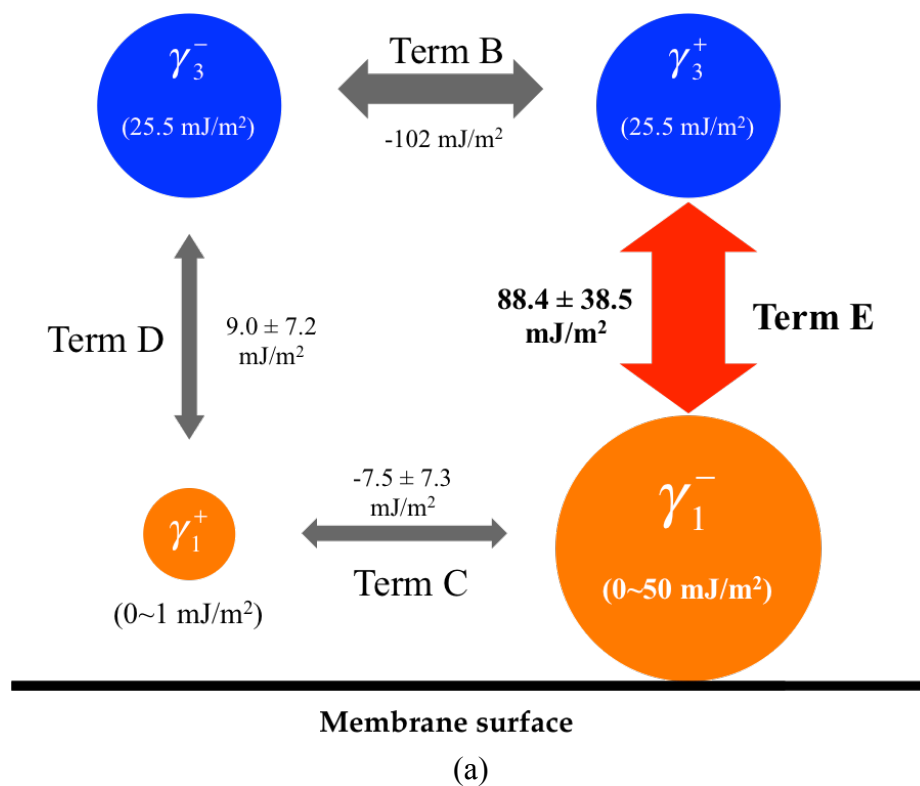 γ₃⁻
(25.5 mJ/m²)
Term B
-102 mJ/m²
γ₃⁺
(25.5 mJ/m²)
Term D
9.0 ± 7.2
mJ/m²
88.4 ± 38.5
mJ/m²
Term E
γ₁⁺
(0~1 mJ/m²)
-7.5 ± 7.3
mJ/m²
Term C
γ₁⁻
(0~50 mJ/m²)
Membrane surface
(a)